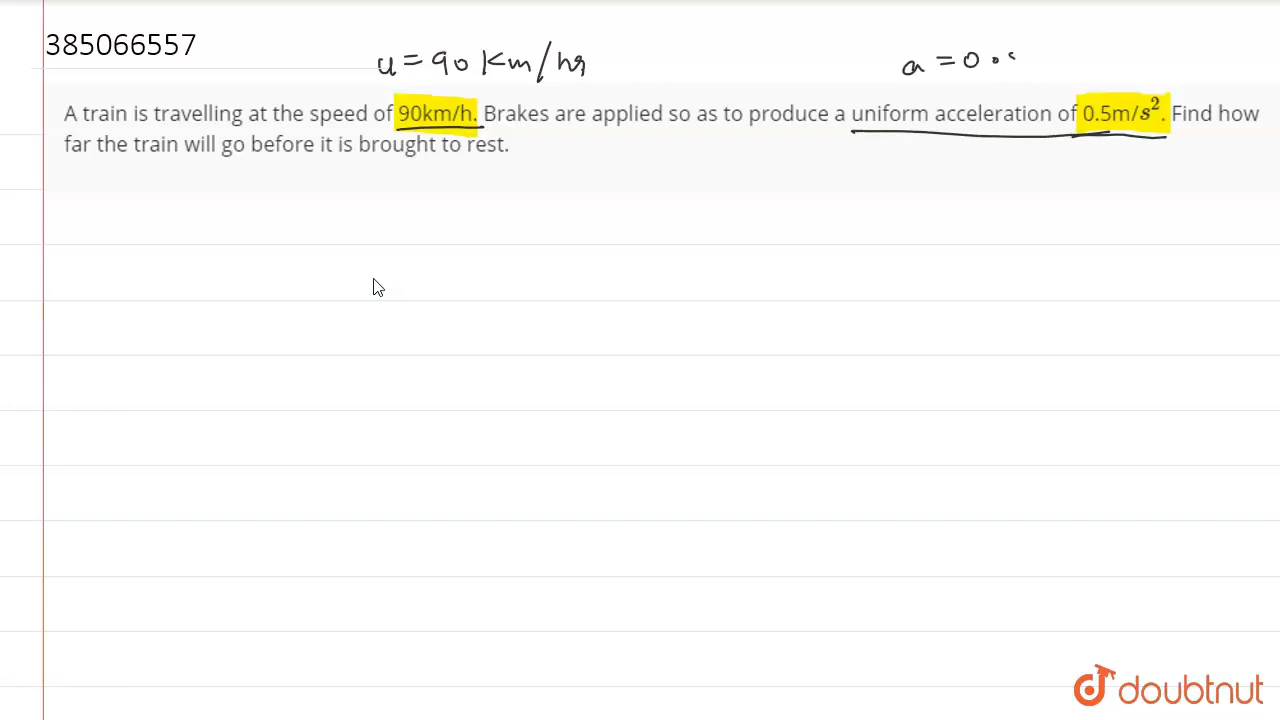 385066557
u = 90 Km/hr
a = 0.
A train is travelling at the speed of 90km/h. Brakes are applied so as to produce a uniform acceleration of 0.5m/s². Find how
far the train will go before it is brought to rest.
doubtnut